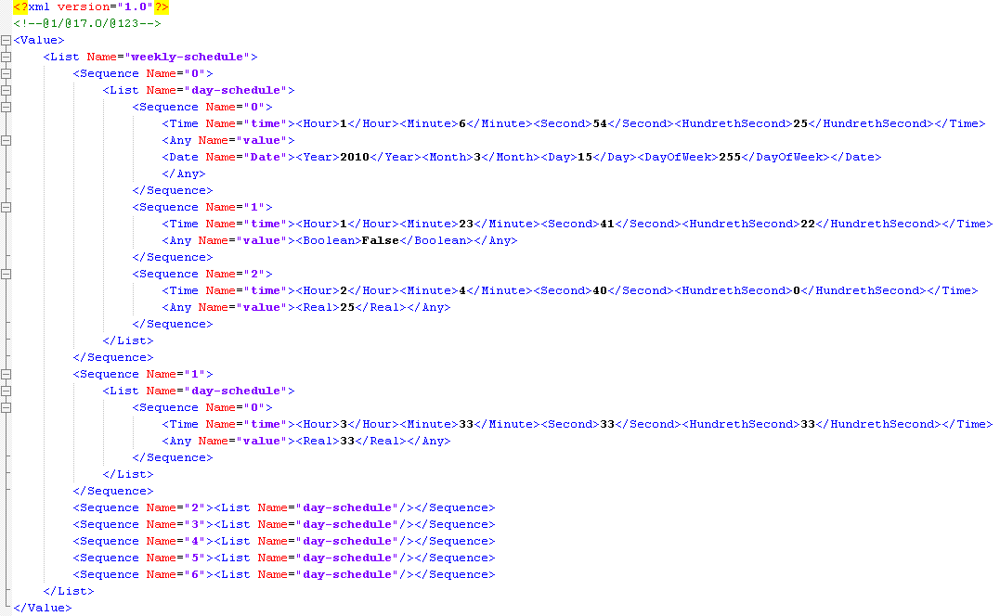 <?xml version="1.0"?>
<!--@1/@17.0/@123-->
<Value>
    <List Name="weekly-schedule">
        <Sequence Name="0">
            <List Name="day-schedule">
                <Sequence Name="0">
                    <Time Name="time"><Hour>1</Hour><Minute>6</Minute><Second>54</Second><HundrethSecond>25</HundrethSecond></Time>
                    <Any Name="value">
                    <Date Name="Date"><Year>2010</Year><Month>3</Month><Day>15</Day><DayOfWeek>255</DayOfWeek></Date>
                    </Any>
                </Sequence>
                <Sequence Name="1">
                    <Time Name="time"><Hour>1</Hour><Minute>23</Minute><Second>41</Second><HundrethSecond>22</HundrethSecond></Time>
                    <Any Name="value"><Boolean>False</Boolean></Any>
                </Sequence>
                <Sequence Name="2">
                    <Time Name="time"><Hour>2</Hour><Minute>4</Minute><Second>40</Second><HundrethSecond>0</HundrethSecond></Time>
                    <Any Name="value"><Real>25</Real></Any>
                </Sequence>
            </List>
        </Sequence>
        <Sequence Name="1">
            <List Name="day-schedule">
                <Sequence Name="0">
                    <Time Name="time"><Hour>3</Hour><Minute>33</Minute><Second>33</Second><HundrethSecond>33</HundrethSecond></Time>
                    <Any Name="value"><Real>33</Real></Any>
                </Sequence>
            </List>
        </Sequence>
        <Sequence Name="2"><List Name="day-schedule"/></Sequence>
        <Sequence Name="3"><List Name="day-schedule"/></Sequence>
        <Sequence Name="4"><List Name="day-schedule"/></Sequence>
        <Sequence Name="5"><List Name="day-schedule"/></Sequence>
        <Sequence Name="6"><List Name="day-schedule"/></Sequence>
    </List>
</Value>